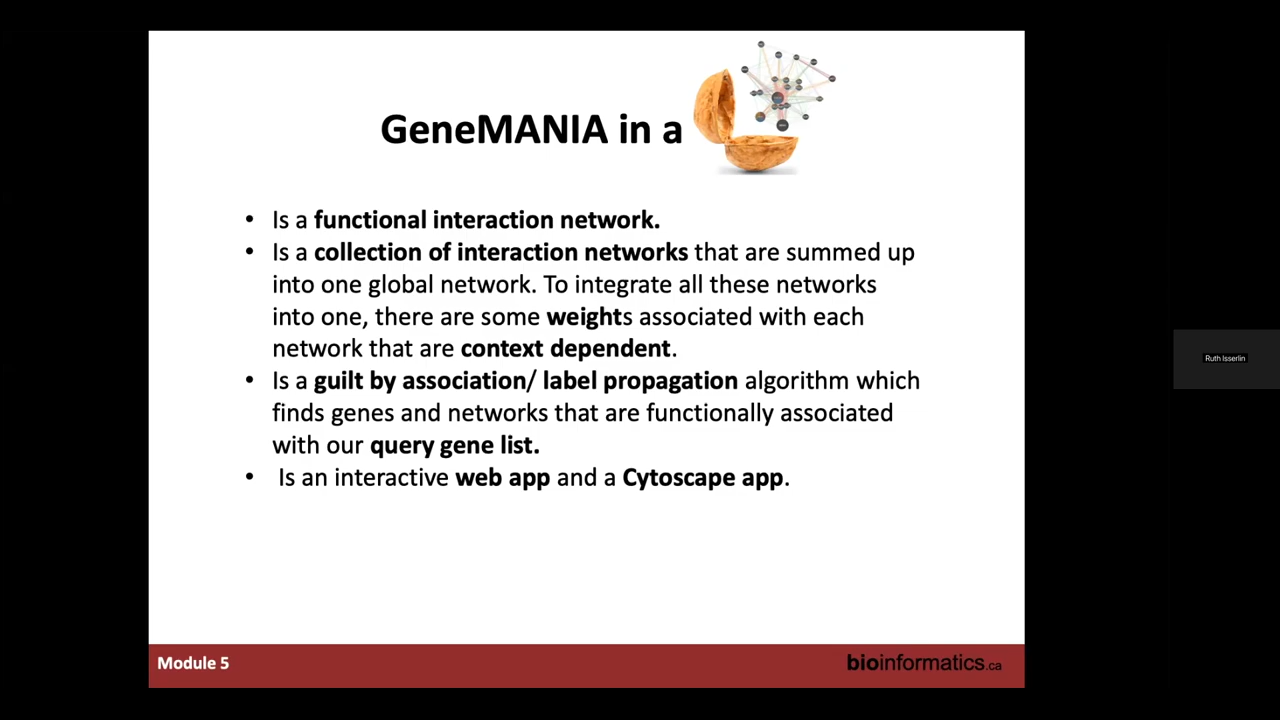 GeneMANIA in a
• Is a functional interaction network.
• Is a collection of interaction networks that are summed up
into one global network. To integrate all these networks
into one, there are some weights associated with each
network that are context dependent.
• Is a guilt by association/ label propagation algorithm which
finds genes and networks that are functionally associated
with our query gene list.
• Is an interactive web app and a Cytoscape app.
Ruth Isserlin
Module 5
bioinformatics.ca